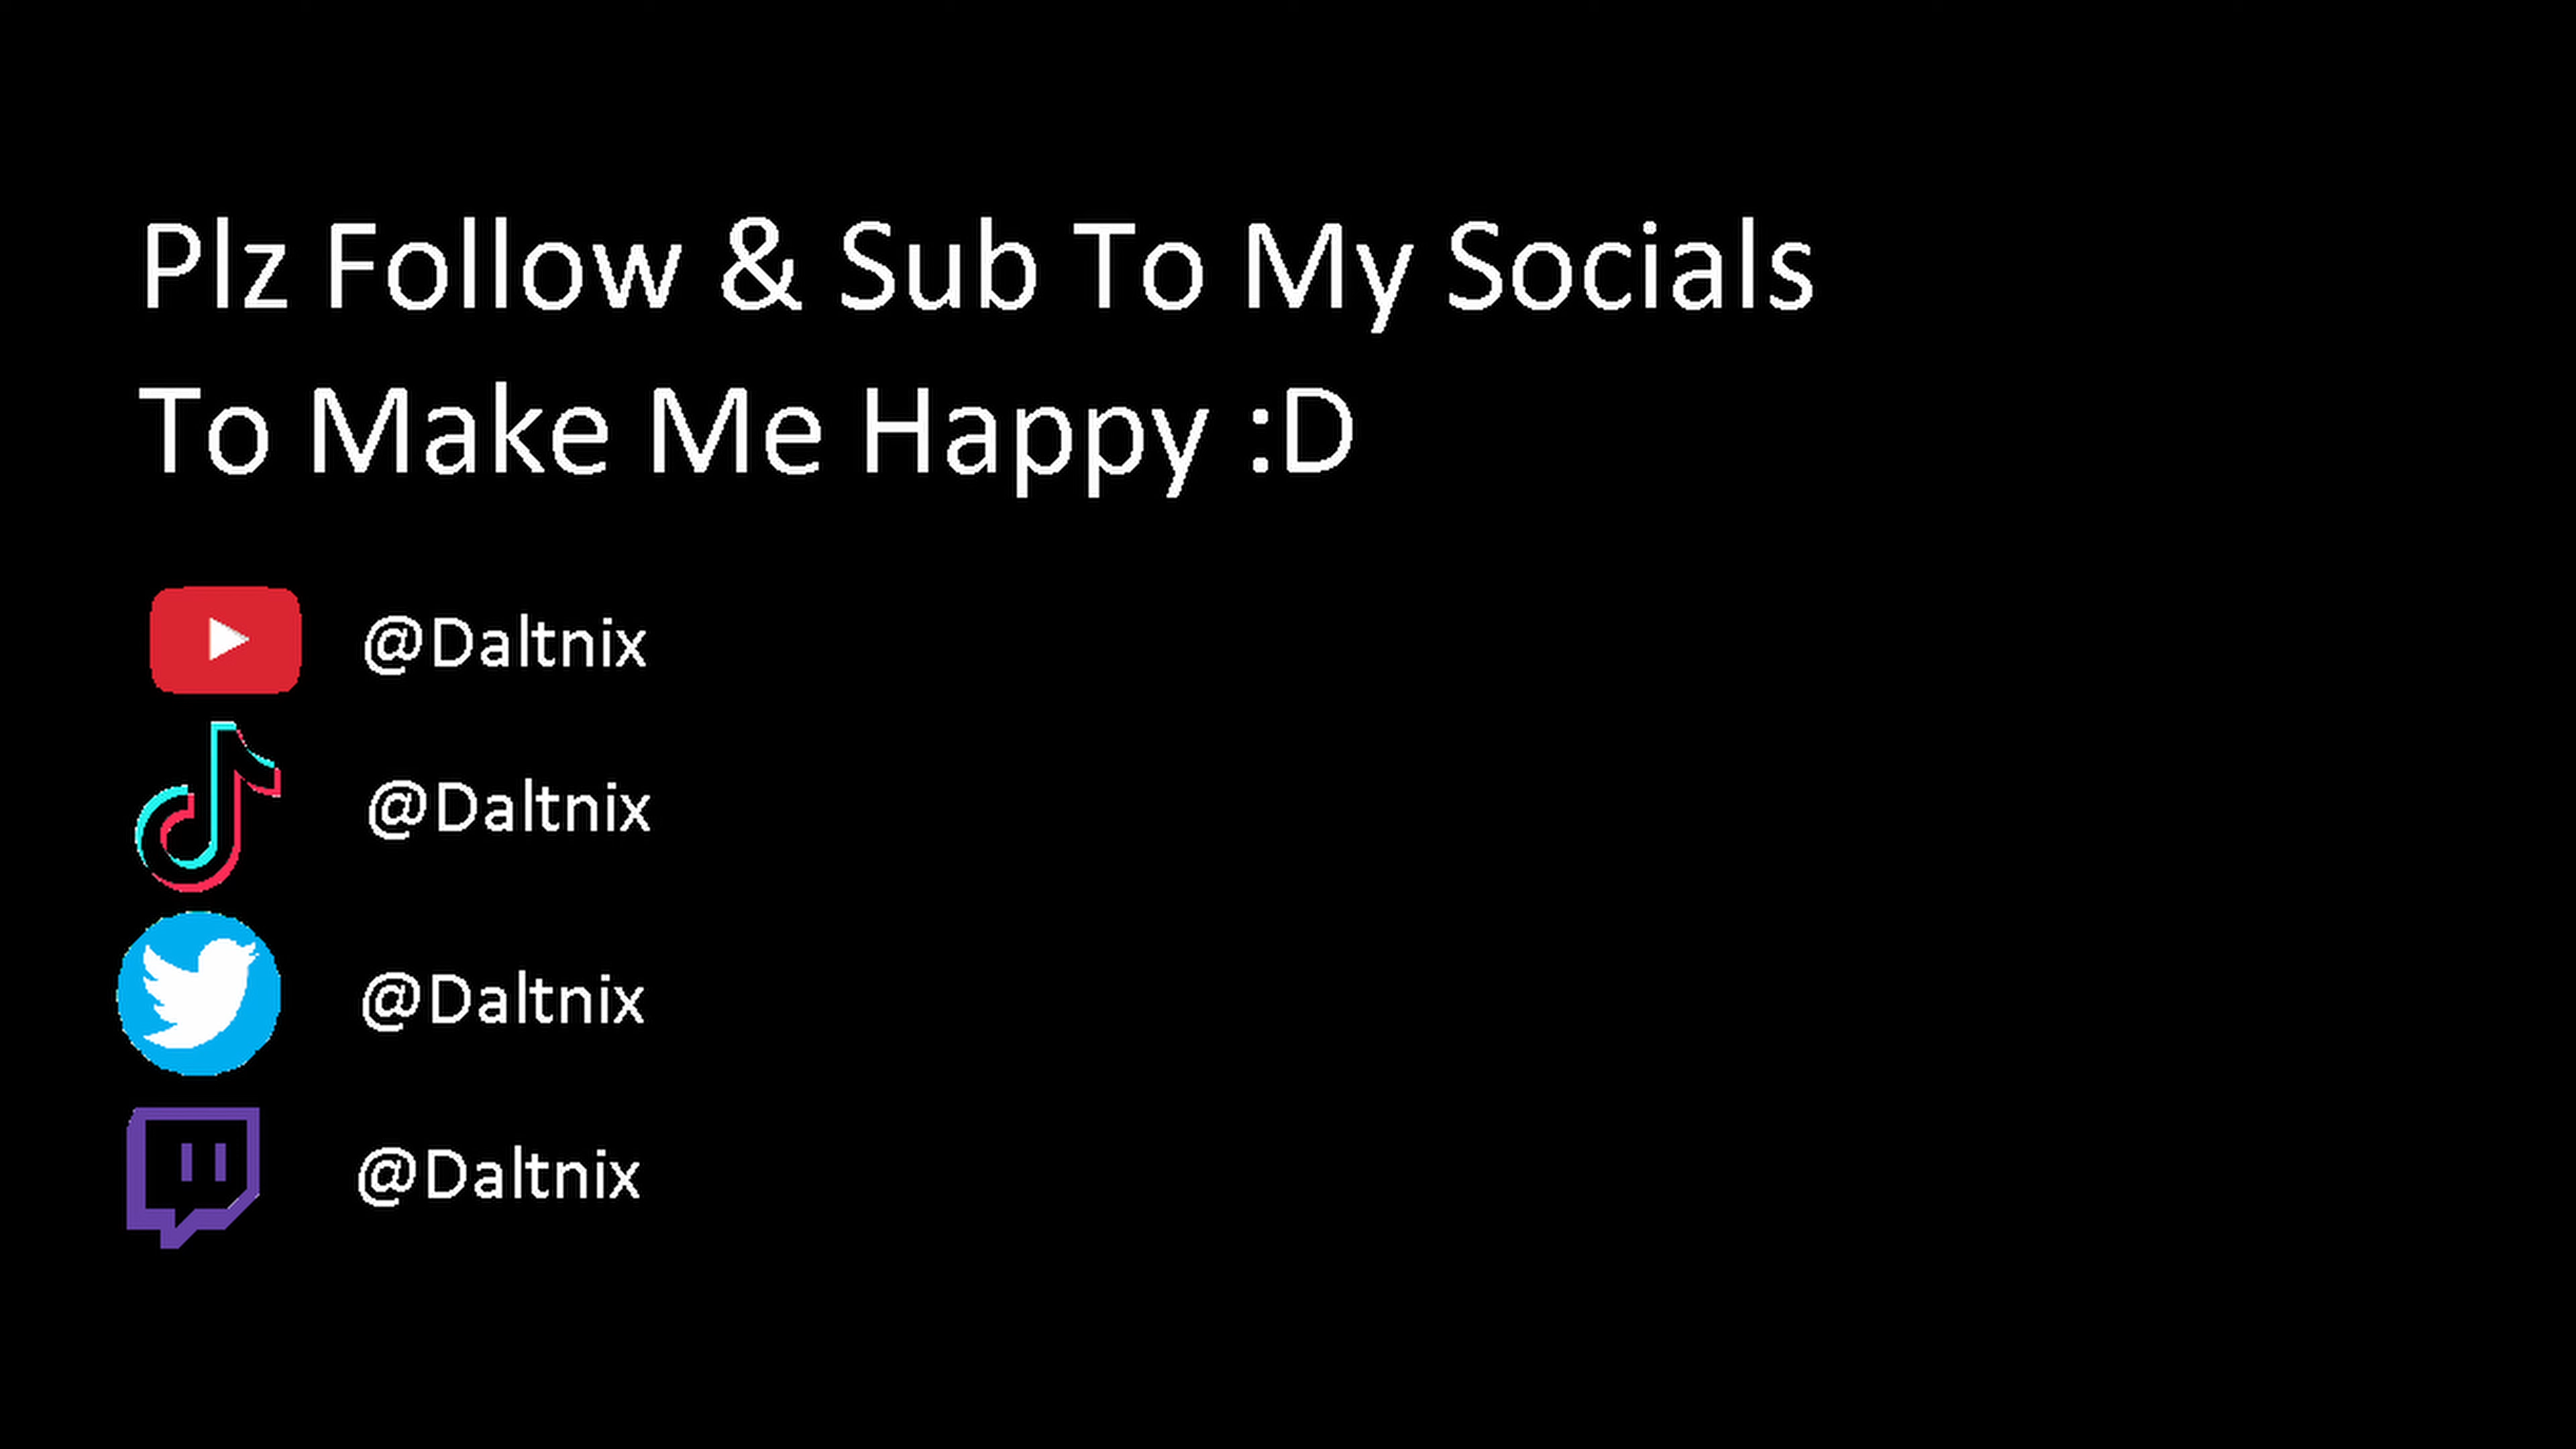 Plz Follow & Sub To My Socials
To Make Me Happy :D
@Daltnix
@Daltnix
@Daltnix
@Daltnix